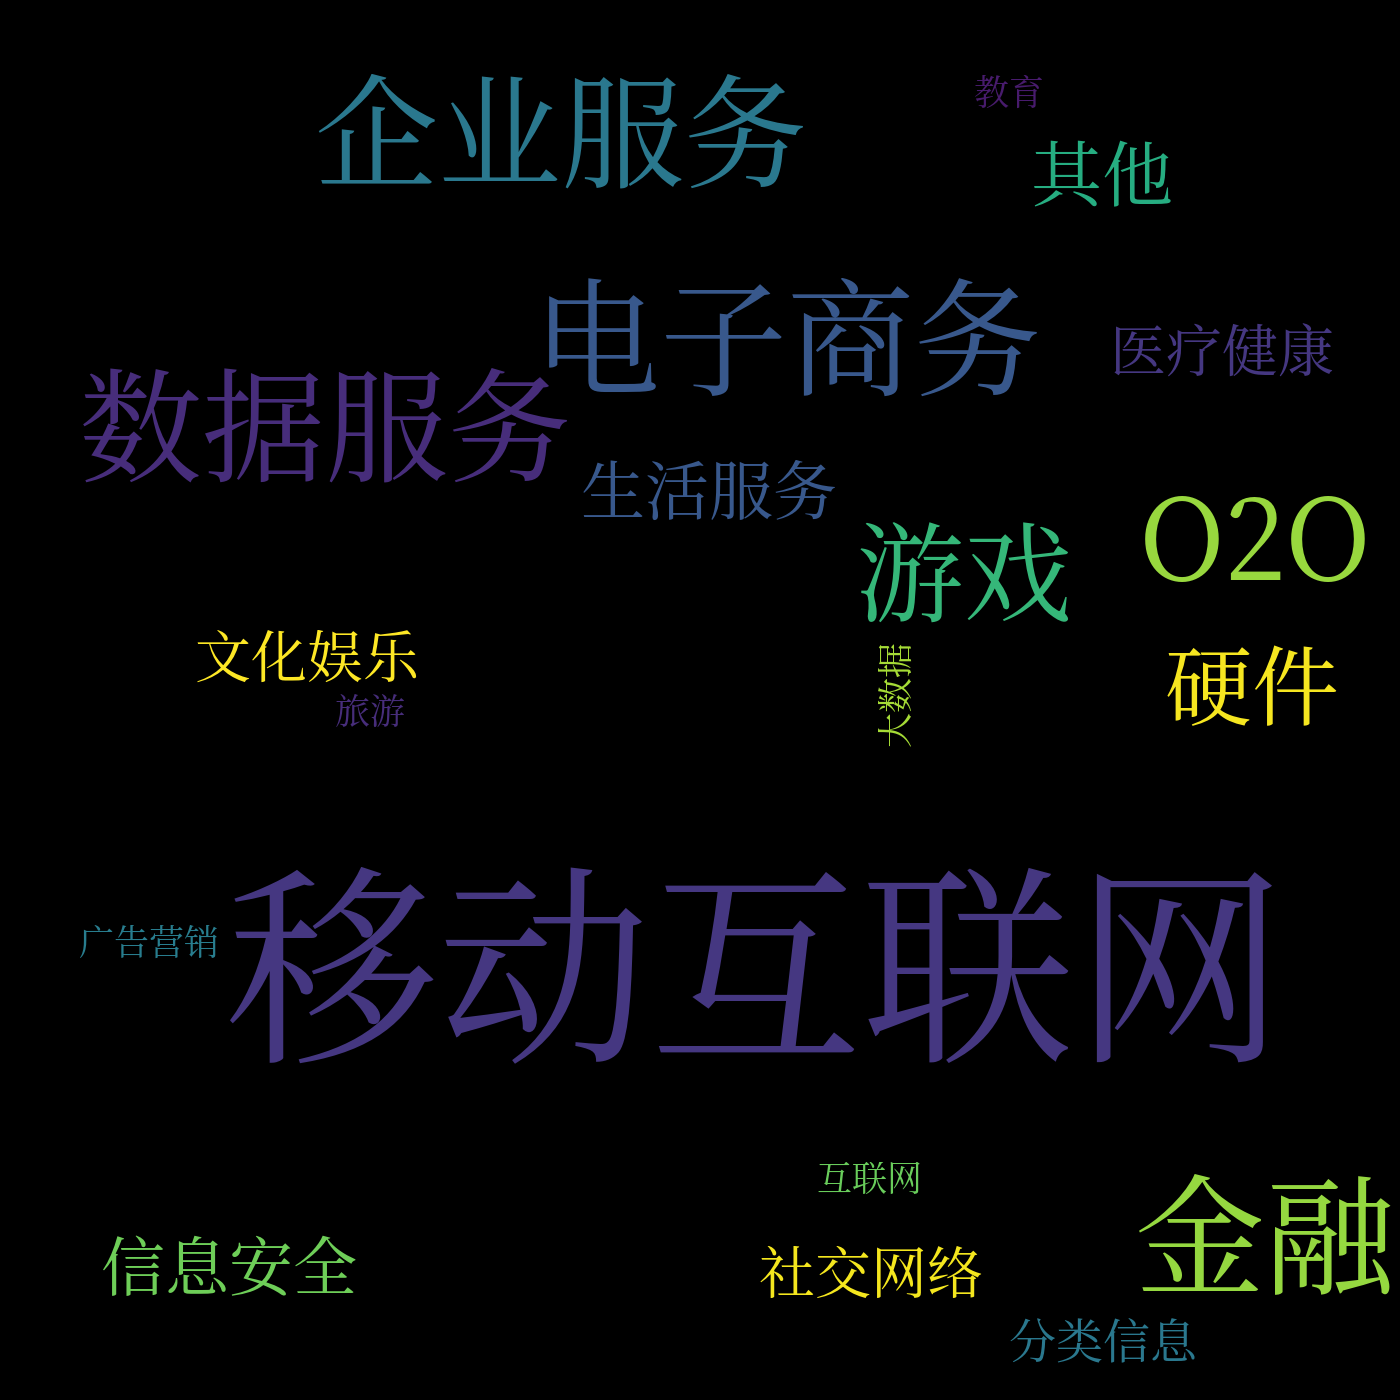 企业服务
教育
其他
电子商务
医疗健康
数据服务
生活服务
O2O
游戏
文化娱乐
大数据
硬件
旅游
移动互联网
广告营销
互联网
金融
信息安全
社交网络
分类信息